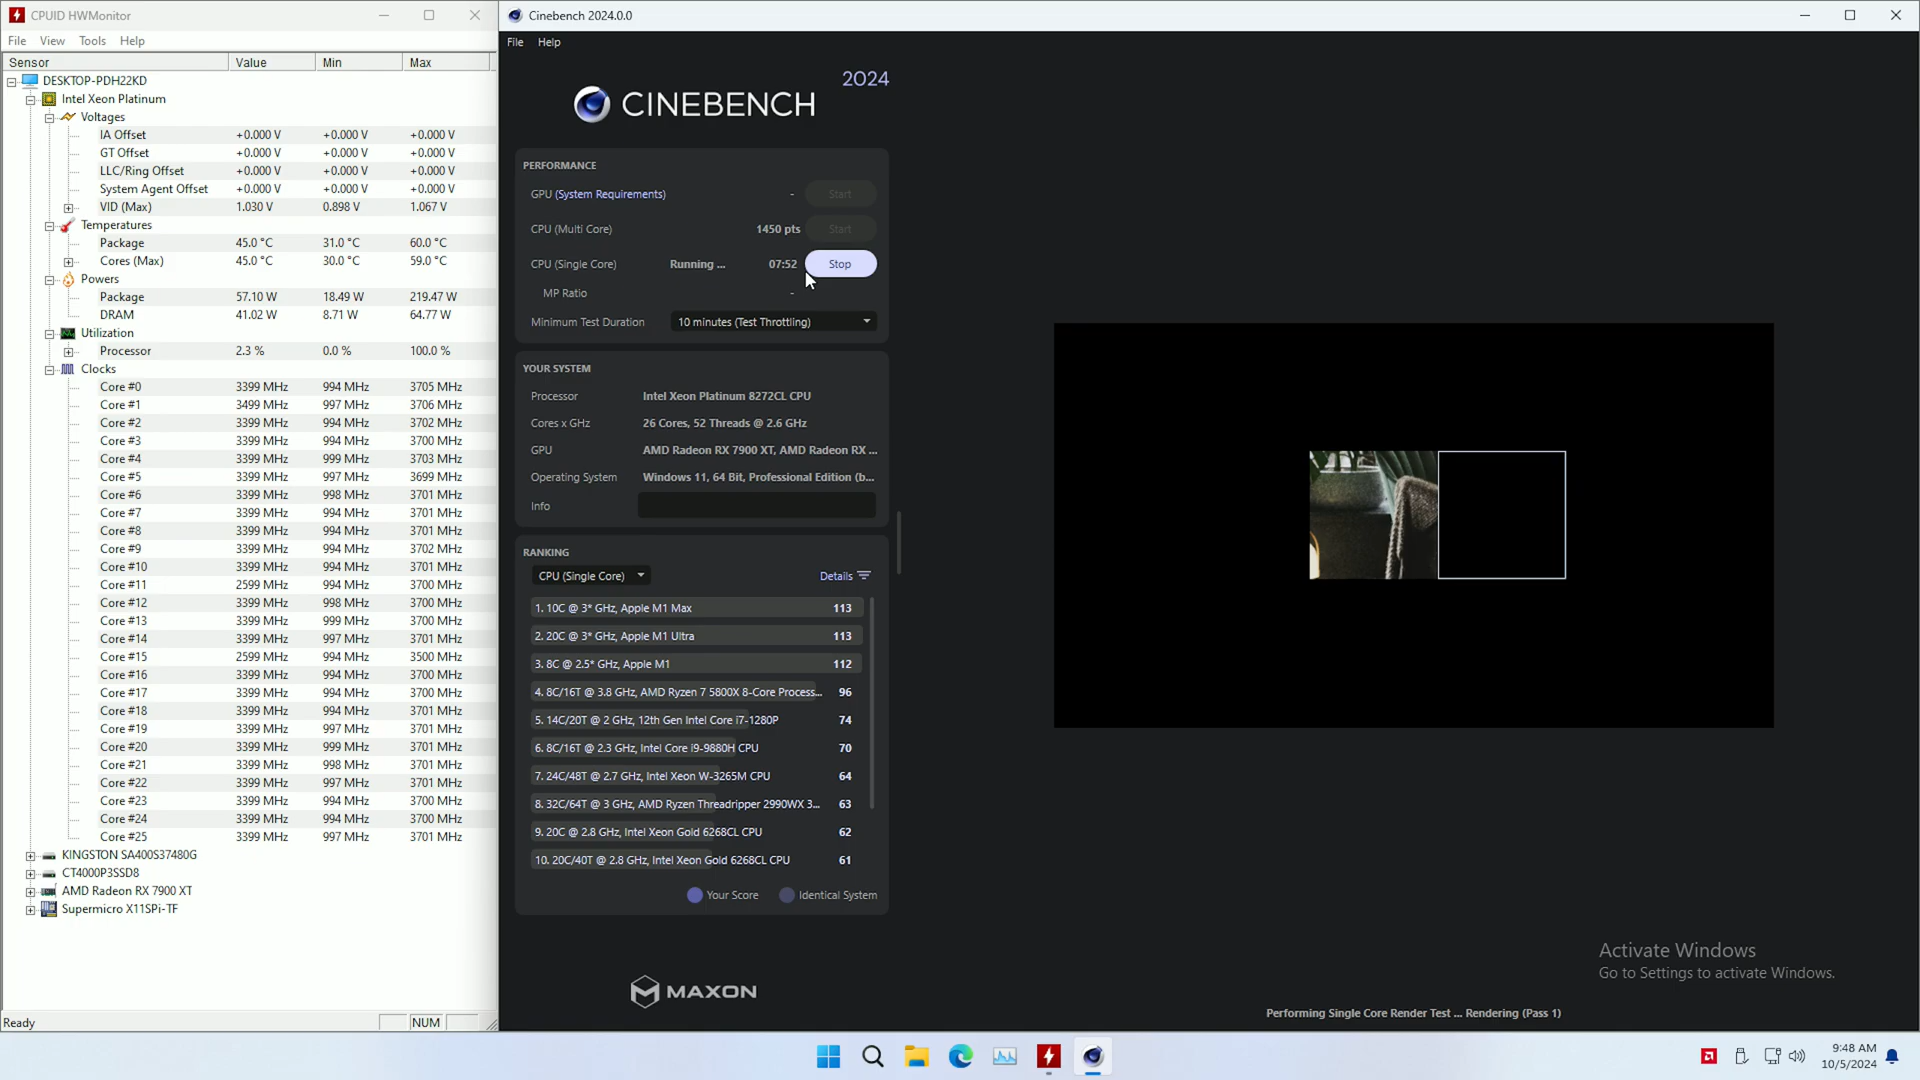 CPUID HWMonitor
File View Tools Help
Sensor Value Min Max
DESKTOP-PDH22KD
Intel Xeon Platinum
Voltages
IA Offset +0.000 V +0.000 V +0.000 V
GT Offset +0.000 V +0.000 V +0.000 V
LLC/Ring Offset +0.000 V +0.000 V +0.000 V
System Agent Offset +0.000 V +0.000 V +0.000 V
VID (Max) 1.030 V 0.898 V 1.067 V
Temperatures
Package 45.0 °C 31.0 °C 60.0 °C
Cores (Max) 45.0 °C 30.0 °C 59.0 °C
Powers
Package 57.10 W 18.49 W 219.47 W
DRAM 41.02 W 8.71 W 64.77 W
Utilization
Processor 2.3 % 0.0 % 100.0 %
Clocks
Core #0 3399 MHz 994 MHz 3705 MHz
Core #1 3499 MHz 997 MHz 3706 MHz
Core #2 3399 MHz 994 MHz 3702 MHz
Core #3 3399 MHz 994 MHz 3700 MHz
Core #4 3399 MHz 999 MHz 3703 MHz
Core #5 3399 MHz 997 MHz 3699 MHz
Core #6 3399 MHz 998 MHz 3701 MHz
Core #7 3399 MHz 994 MHz 3701 MHz
Core #8 3399 MHz 994 MHz 3701 MHz
Core #9 3399 MHz 994 MHz 3702 MHz
Core #10 3399 MHz 994 MHz 3701 MHz
Core #11 2599 MHz 994 MHz 3700 MHz
Core #12 3399 MHz 998 MHz 3700 MHz
Core #13 3399 MHz 999 MHz 3700 MHz
Core #14 3399 MHz 997 MHz 3701 MHz
Core #15 2599 MHz 994 MHz 3500 MHz
Core #16 3399 MHz 994 MHz 3700 MHz
Core #17 3399 MHz 994 MHz 3700 MHz
Core #18 3399 MHz 994 MHz 3701 MHz
Core #19 3399 MHz 997 MHz 3701 MHz
Core #20 3399 MHz 999 MHz 3701 MHz
Core #21 3399 MHz 998 MHz 3701 MHz
Core #22 3399 MHz 997 MHz 3701 MHz
Core #23 3399 MHz 994 MHz 3700 MHz
Core #24 3399 MHz 994 MHz 3700 MHz
Core #25 3399 MHz 997 MHz 3701 MHz
KINGSTON SA400S37480G
CT4000P3SSD8
AMD Radeon RX 7900 XT
Supermicro X11SPi-TF
Ready NUM
Cinebench 2024.0.0
File Help
2024
CINEBENCH
PERFORMANCE
GPU (System Requirements) - Start
CPU (Multi Core) 1450 pts Start
CPU (Single Core) Running ... 07:52 Stop
MP Ratio -
Minimum Test Duration 10 minutes (Test Throttling)
YOUR SYSTEM
Processor Intel Xeon Platinum 8272CL CPU
Cores x GHz 26 Cores, 52 Threads @ 2.6 GHz
GPU AMD Radeon RX 7900 XT, AMD Radeon RX ...
Operating System Windows 11, 64 Bit, Professional Edition (b...
Info
RANKING
CPU (Single Core) Details
1. 10C @ 3* GHz, Apple M1 Max 113
2. 20C @ 3* GHz, Apple M1 Ultra 113
3. 8C @ 2.5* GHz, Apple M1 112
4. 8C/16T @ 3.8 GHz, AMD Ryzen 7 5800X 8-Core Process... 96
5. 14C/20T @ 2 GHz, 12th Gen Intel Core i7-1280P 74
6. 8C/16T @ 2.3 GHz, Intel Core i9-9880H CPU 70
7. 24C/48T @ 2.7 GHz, Intel Xeon W-3265M CPU 64
8. 32C/64T @ 3 GHz, AMD Ryzen Threadripper 2990WX 3... 63
9. 20C @ 2.8 GHz, Intel Xeon Gold 6268CL CPU 62
10. 20C/40T @ 2.8 GHz, Intel Xeon Gold 6268CL CPU 61
Your Score Identical System
MAXON
Activate Windows
Go to Settings to activate Windows.
Performing Single Core Render Test ... Rendering (Pass 1)
9:48 AM
10/5/2024